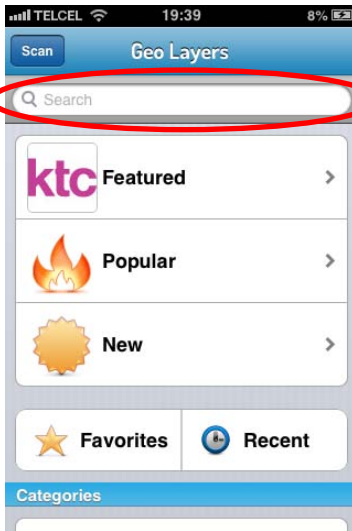 TELCEL 19:39 8%
Scan Geo Layers
Search
ktc Featured
Popular
New
Favorites Recent
Categories